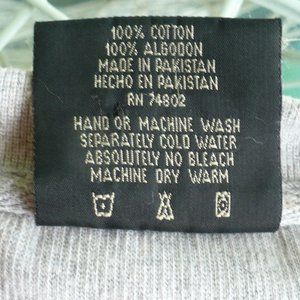 100% COTTON
100% ALGODON
MADE IN PAKISTAN
HECHO EN PAKISTAN
RN 74802
HAND OR MACHINE WASH
SEPARATELY COLD WATER
ABSOLUTELY NO BLEACH
MACHINE DRY WARM